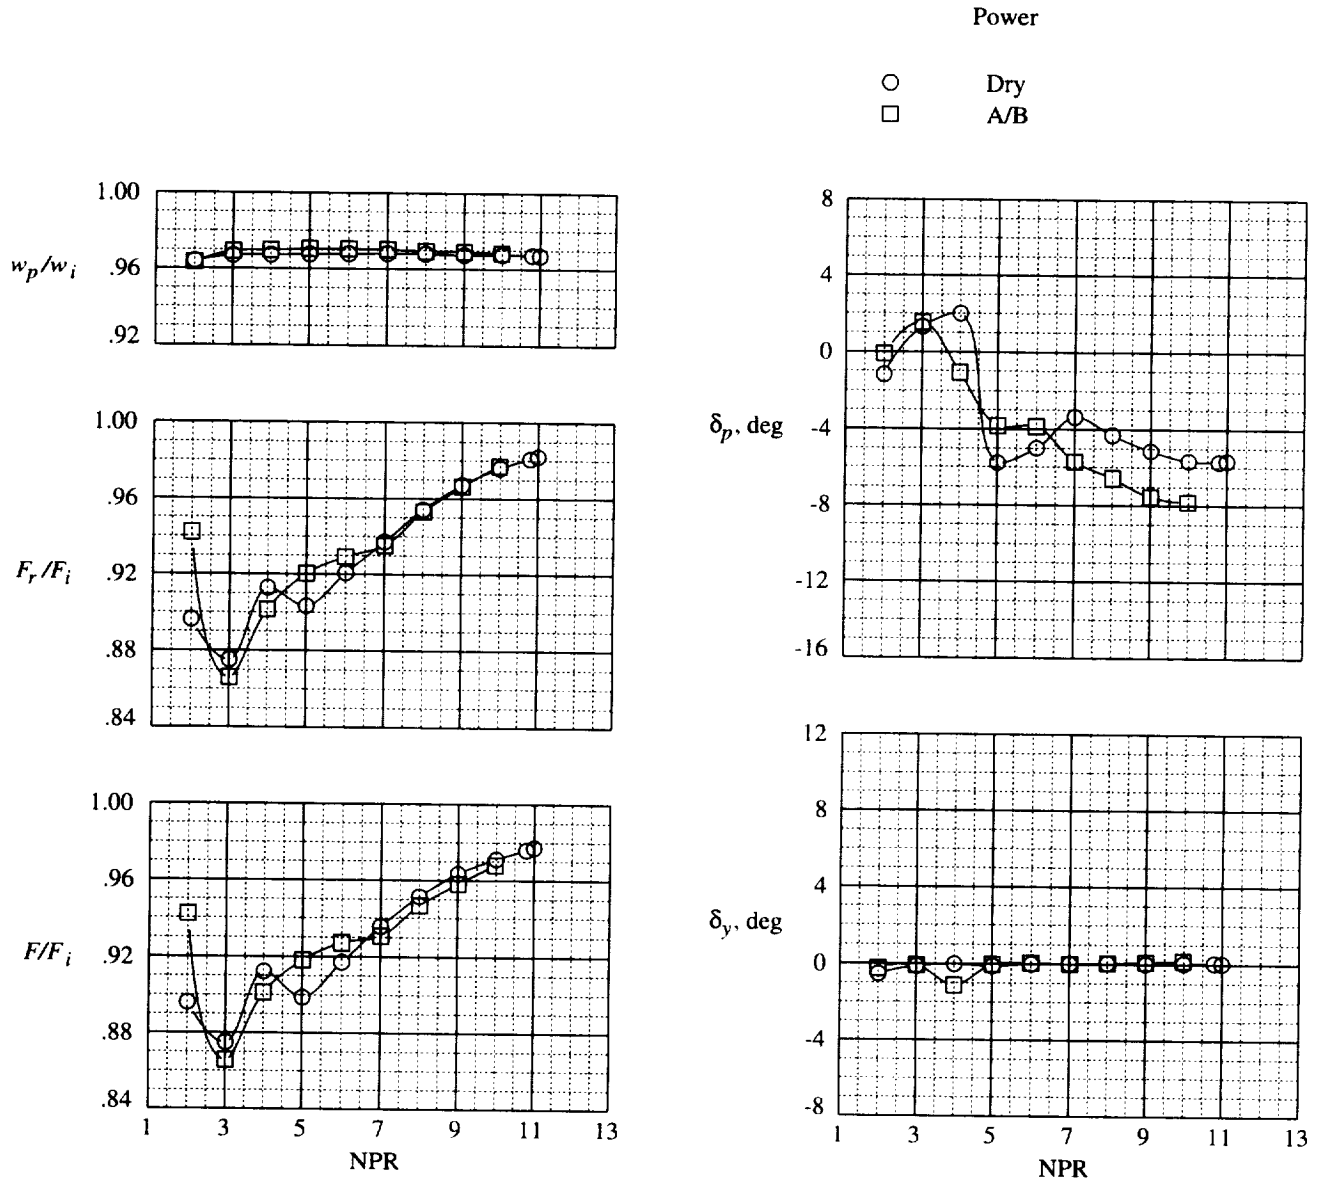 Power
Dry
A/B
1.00
.96
.92
w_p/w_i
1.00
.96
.92
.88
.84
F_r/F_i
1.00
.96
.92
.88
.84
F/F_i
1 3 5 7 9 11 13
NPR
8
4
0
-4
-8
-12
-16
δ_p, deg
12
8
4
0
-4
-8
δ_y, deg
1 3 5 7 9 11 13
NPR